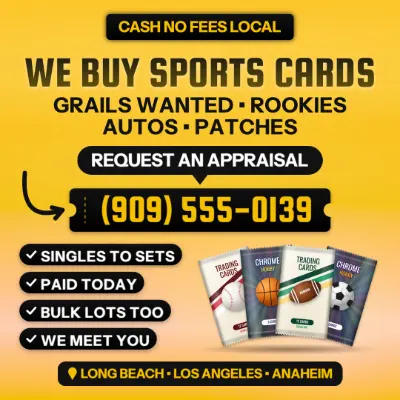 CASH NO FEES LOCAL
WE BUY SPORTS CARDS
GRAILS WANTED ▪ ROOKIES
AUTOS ▪ PATCHES
REQUEST AN APPRAISAL
(909) 555-0139
✓ SINGLES TO SETS
✓ PAID TODAY
✓ BULK LOTS TOO
✓ WE MEET YOU
TRADING CARDS
CHROME
HOBBY
TRADING CARDS
CHROME
HOBBY
LONG BEACH ▪ LOS ANGELES ▪ ANAHEIM